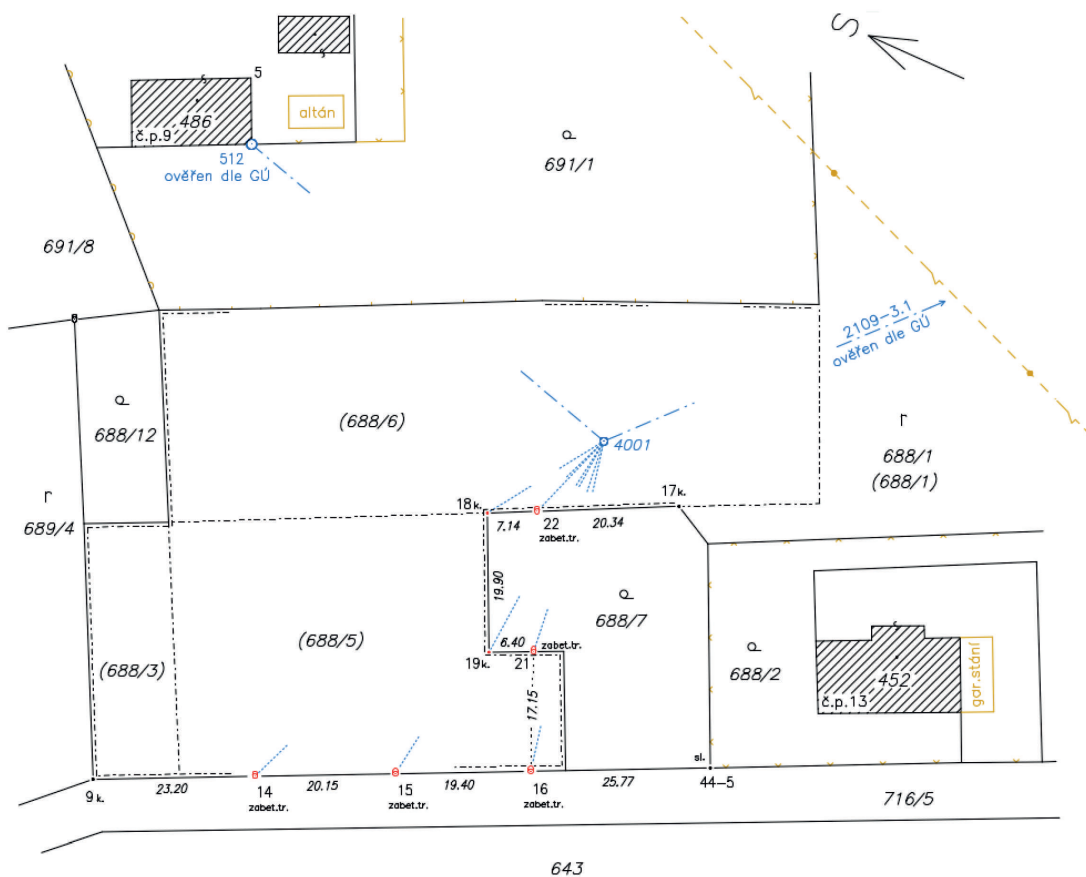 S
5
altán
486
č.p.9
512
ověřen dle GÚ
691/1
691/8
2109-3.1
ověřen dle GÚ
688/12
(688/6)
4001
688/1
(688/1)
689/4
18k.
17k.
7.14
22
20.34
zabet.tr.
19.90
688/7
(688/5)
(688/3)
6.40
zabet.tr.
19k.
21
688/2
452
gar.stání
č.p.13
17.15
sl.
9k.
23.20
14
zabet.tr.
20.15
15
zabet.tr.
19.40
16
zabet.tr.
25.77
44-5
716/5
643